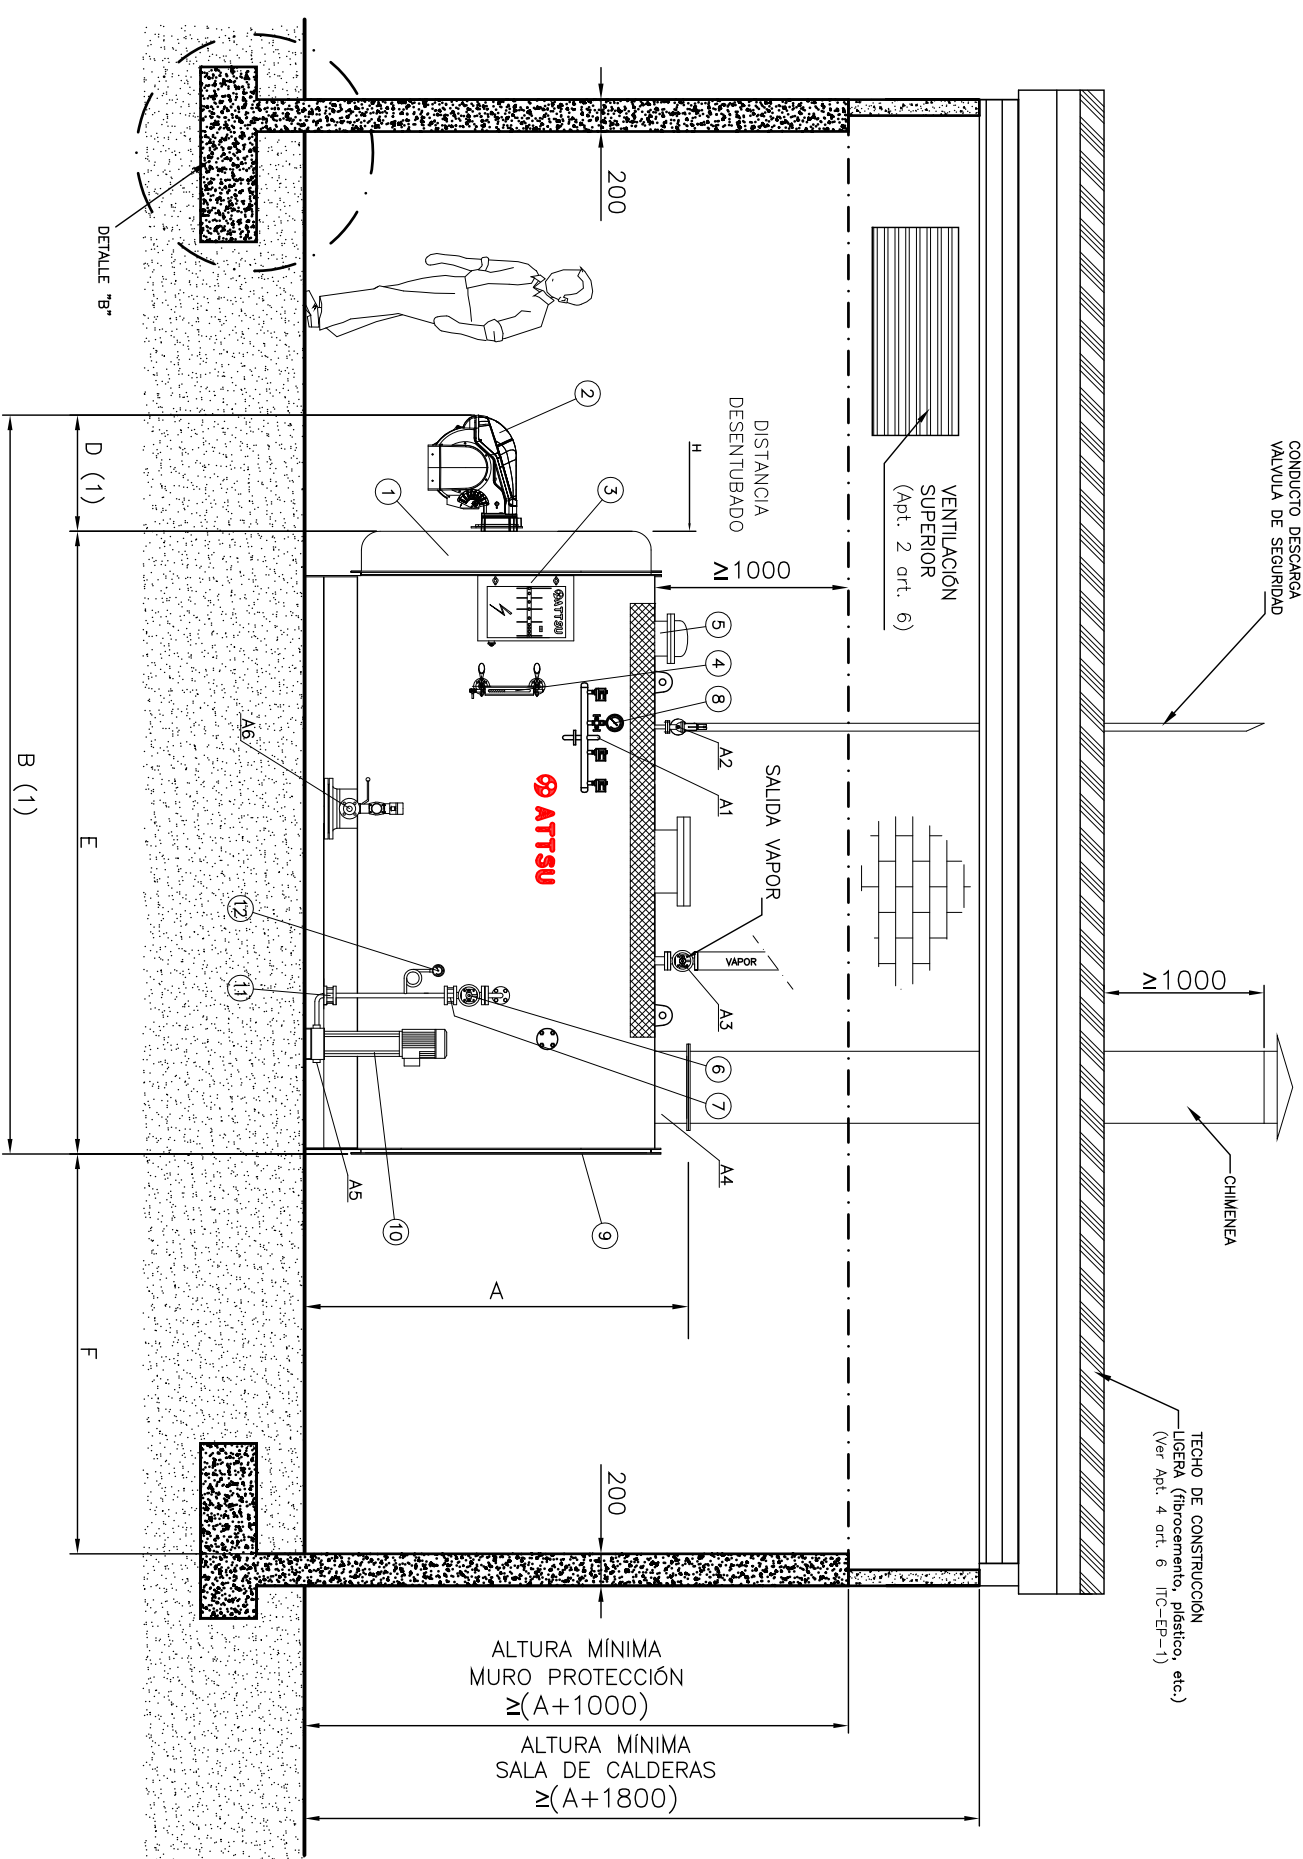 CONDUCTO DESCARGA
VALVULA DE SEGURIDAD
CHIMENEA
TECHO DE CONSTRUCCIÓN
LIGERA (fibrocemento, plástico, etc.)
(Ver Apt. 4 art. 6 ITC-EP-1)
≥1000
VENTILACIÓN
SUPERIOR
(Apt. 2 art. 6)
DISTANCIA
DESENTUBADO
H
≥1000
SALIDA VAPOR
VAPOR
200
200
2
3
1
5
4
8
A2
A1
A3
6
7
A4
ATTSU
ATTSU
A6
12
11
A5
10
9
A
DETALLE "B"
D (1)
E
F
B (1)
ALTURA MÍNIMA
MURO PROTECCIÓN
≥(A+1000)
ALTURA MÍNIMA
SALA DE CALDERAS
≥(A+1800)